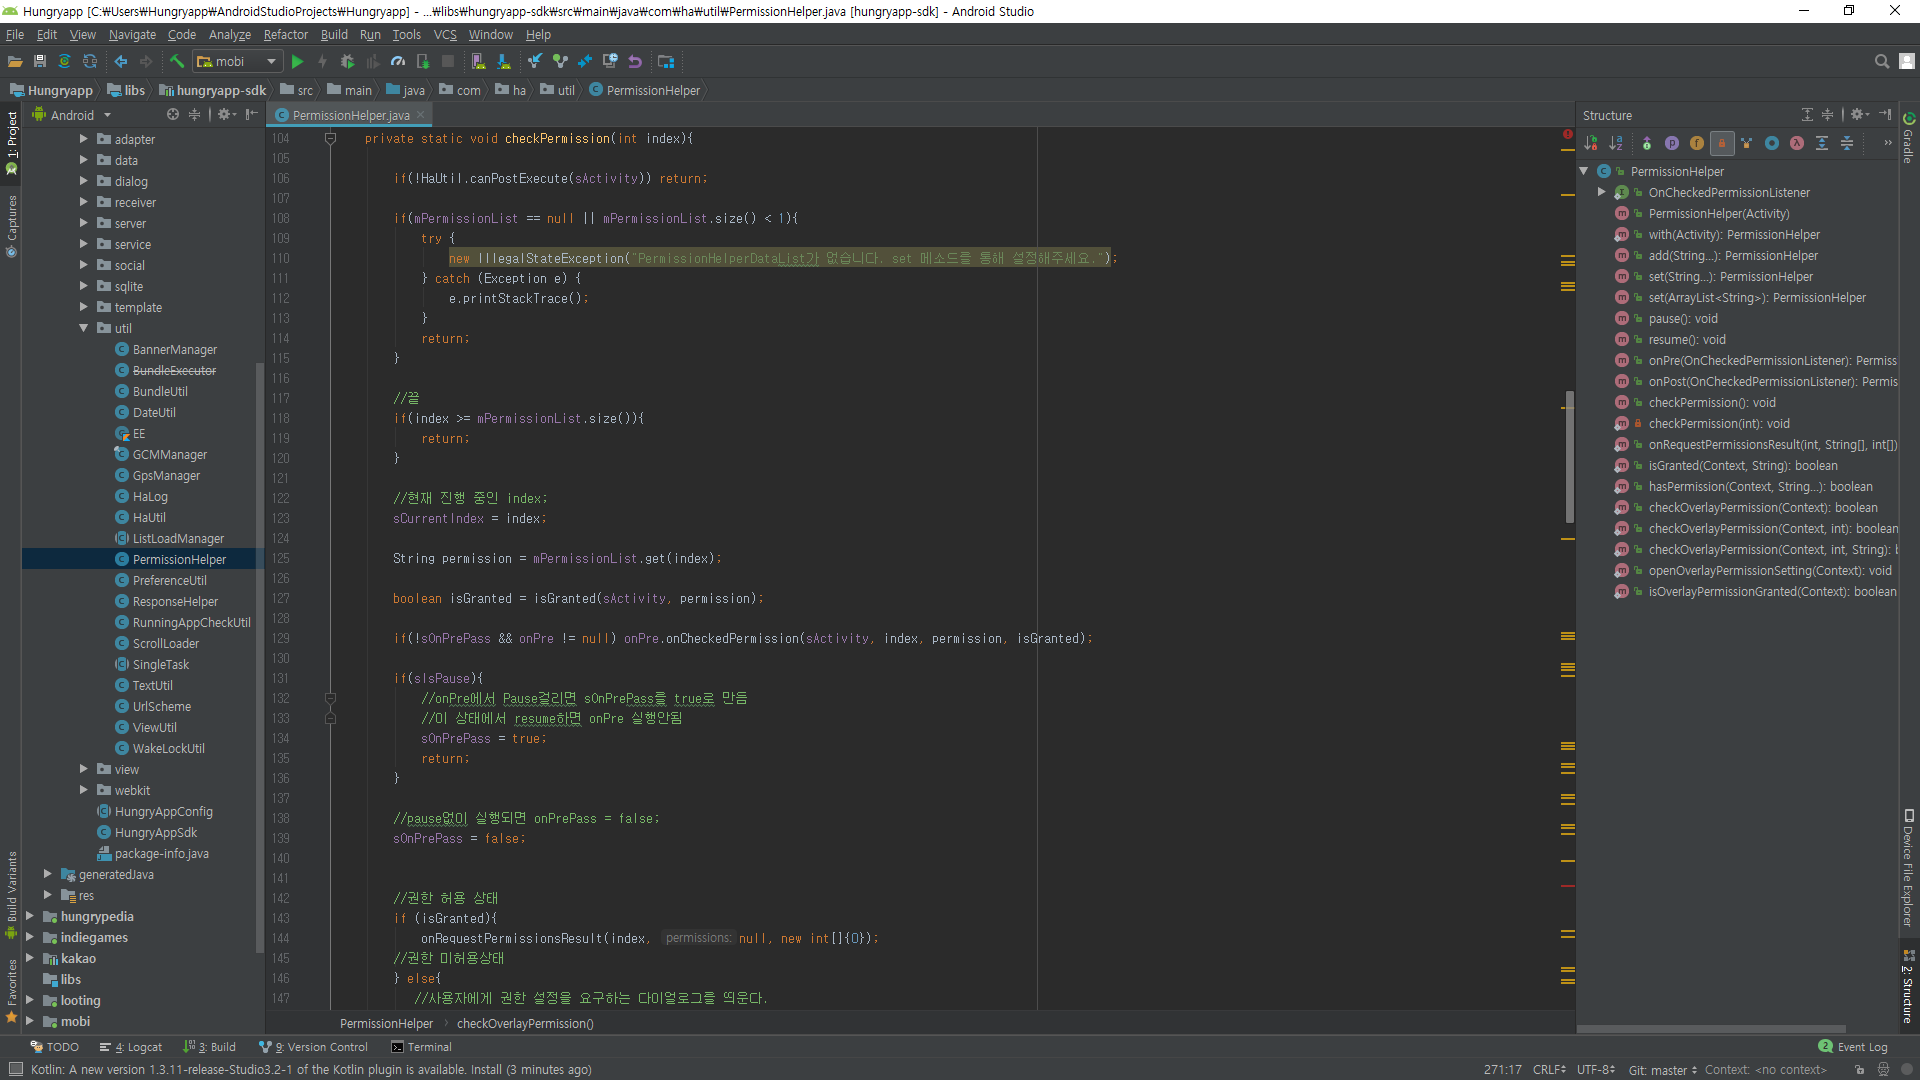 Hungryapp [C:₩Users₩Hungryapp₩AndroidStudioProjects₩Hungryapp] - ...₩libs₩hungryapp-sdk₩src₩main₩java₩com₩ha₩util₩PermissionHelper.java [hungryapp-sdk] - Android Studio
File Edit View Navigate Code Analyze Refactor Build Run Tools VCS Window Help
mobi
Hungryapp libs hungryapp-sdk src main java com ha util PermissionHelper
1: Project
Captures
Build Variants
Favorites
Android
adapter
data
dialog
receiver
server
service
social
sqlite
template
util
BannerManager
BundleExecutor
BundleUtil
DateUtil
EE
GCMManager
GpsManager
HaLog
HaUtil
ListLoadManager
PermissionHelper
PreferenceUtil
ResponseHelper
RunningAppCheckUtil
ScrollLoader
SingleTask
TextUtil
UrlScheme
ViewUtil
WakeLockUtil
view
webkit
HungryAppConfig
HungryAppSdk
package-info.java
generatedJava
res
hungrypedia
indiegames
kakao
libs
looting
mobi
PermissionHelper.java
104 private static void checkPermission(int index){
105
106 if(!HaUtil.canPostExecute(sActivity)) return;
107
108 if(mPermissionList == null || mPermissionList.size() < 1){
109 try {
110 new IllegalStateException("PermissionHelperDataList가 없습니다. set 메소드를 통해 설정해주세요.");
111 } catch (Exception e) {
112 e.printStackTrace();
113 }
114 return;
115 }
116
117 //끝
118 if(index >= mPermissionList.size()){
119 return;
120 }
121
122 //현재 진행 중인 index;
123 sCurrentIndex = index;
124
125 String permission = mPermissionList.get(index);
126
127 boolean isGranted = isGranted(sActivity, permission);
128
129 if(!sOnPrePass && onPre != null) onPre.onCheckedPermission(sActivity, index, permission, isGranted);
130
131 if(sIsPause){
132 //onPre에서 Pause걸리면 sOnPrePass를 true로 만듬
133 //이 상태에서 resume하면 onPre 실행안됨
134 sOnPrePass = true;
135 return;
136 }
137
138 //pause없이 실행되면 onPrePass = false;
139 sOnPrePass = false;
140
141
142 //권한 허용 상태
143 if (isGranted){
144 onRequestPermissionsResult(index, permissions: null, new int[]{0});
145 //권한 미허용상태
146 } else{
147 //사용자에게 권한 설정을 요구하는 다이얼로그를 띄운다.
PermissionHelper checkOverlayPermission()
Structure
PermissionHelper
OnCheckedPermissionListener
PermissionHelper(Activity)
with(Activity): PermissionHelper
add(String...): PermissionHelper
set(String...): PermissionHelper
set(ArrayList<String>): PermissionHelper
pause(): void
resume(): void
onPre(OnCheckedPermissionListener): Permiss
onPost(OnCheckedPermissionListener): Permis
checkPermission(): void
checkPermission(int): void
onRequestPermissionsResult(int, String[], int[])
isGranted(Context, String): boolean
hasPermission(Context, String...): boolean
checkOverlayPermission(Context): boolean
checkOverlayPermission(Context, int): boolean
checkOverlayPermission(Context, int, String): b
openOverlayPermissionSetting(Context): void
isOverlayPermissionGranted(Context): boolean
Gradle
Device File Explorer
2: Structure
TODO 4: Logcat 3: Build 9: Version Control Terminal 2 Event Log
Kotlin: A new version 1.3.11-release-Studio3.2-1 of the Kotlin plugin is available. Install (3 minutes ago) 271:17 CRLF UTF-8 Git: master Context: <no context>